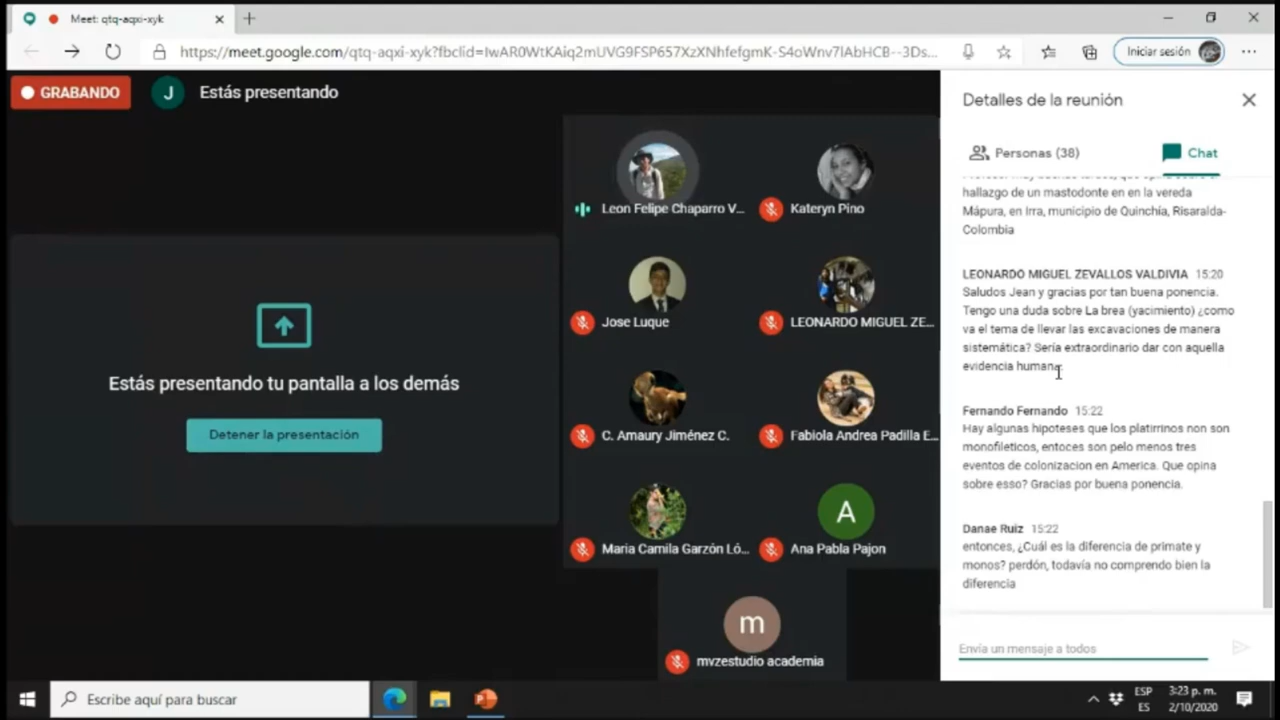 Meet: qtq-aqxi-xyk
https://meet.google.com/qtq-aqxi-xyk?fbclid=IwAR0WtKAiq2mUVG9FSP657XzXNhfefgmK-S4oWnv7lAbHCB--3Ds...
Iniciar sesión
GRABANDO
J
Estás presentando
Estás presentando tu pantalla a los demás
Detener la presentación
Leon Felipe Chaparro V...
Kateryn Pino
Jose Luque
LEONARDO MIGUEL ZE...
C. Amaury Jiménez C.
Fabiola Andrea Padilla E...
Maria Camila Garzón Ló...
A
Ana Pabla Pajon
m
mvzestudio academia
Detalles de la reunión
Personas (38)
Chat
hallazgo de un mastodonte en en la vereda
Mápura, en Irra, municipio de Quinchía, Risaralda-
Colombia
LEONARDO MIGUEL ZEVALLOS VALDIVIA 15:20
Saludos Jean y gracias por tan buena ponencia.
Tengo una duda sobre La brea (yacimiento) ¿como
va el tema de llevar las excavaciones de manera
sistemática? Sería extraordinario dar con aquella
evidencia humana.
Fernando Fernando 15:22
Hay algunas hipoteses que los platirrinos non son
monofileticos, entoces son pelo menos tres
eventos de colonizacion en America. Que opina
sobre esso? Gracias por buena ponencia.
Danae Ruiz 15:22
entonces, ¿Cuál es la diferencia de primate y
monos? perdón, todavía no comprendo bien la
diferencia
Envía un mensaje a todos
Escribe aquí para buscar
ESP
ES
3:23 p. m.
2/10/2020